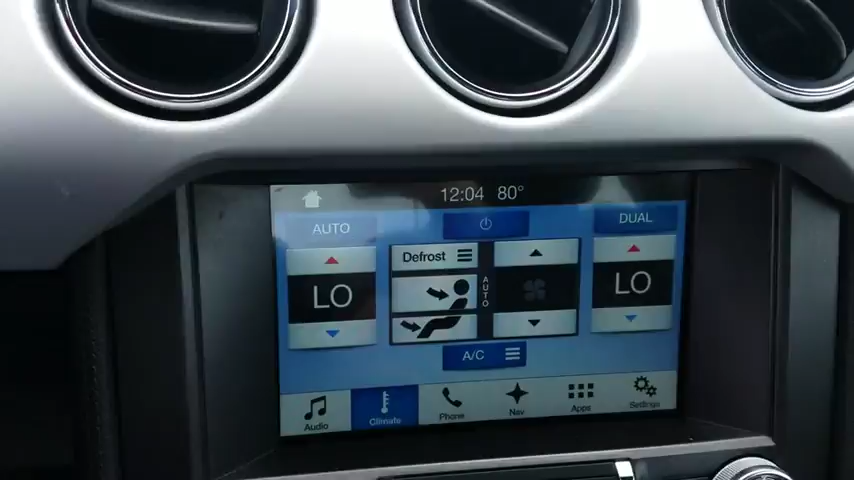 12:04 80°
AUTO
DUAL
Defrost
AUTO
LO
LO
A/C
Audio
Climate
Phone
Nav
Apps
Settings